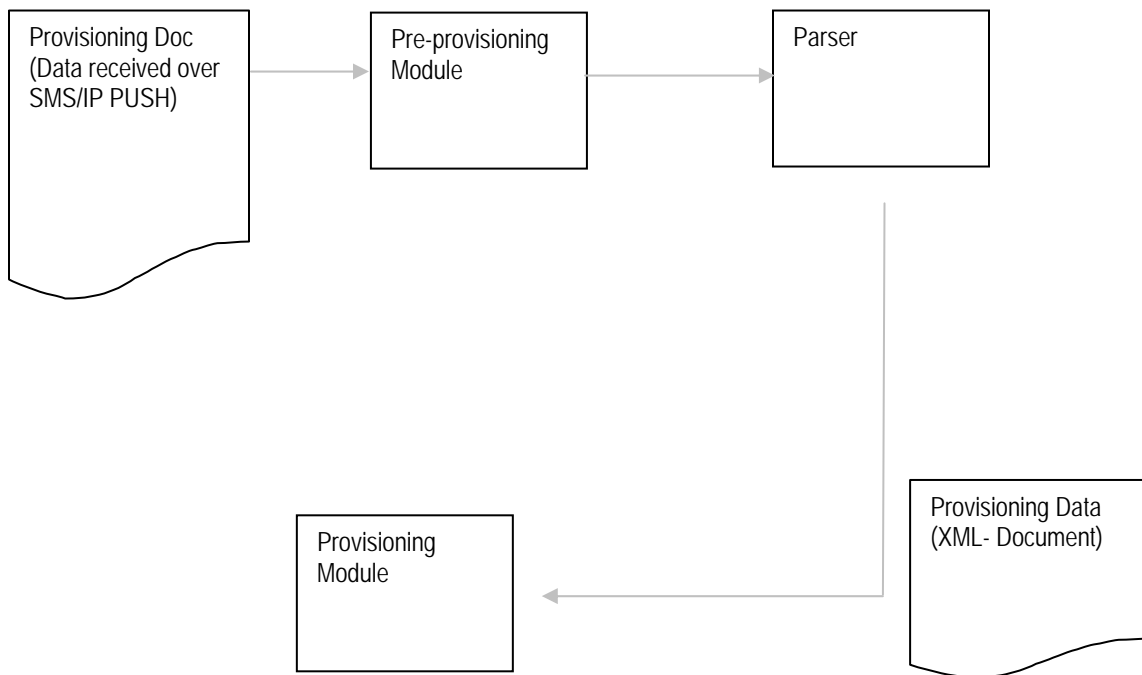 Provisioning Doc
(Data received over
SMS/IP PUSH)
Pre-provisioning
Module
Parser
Provisioning
Module
Provisioning Data
(XML- Document)